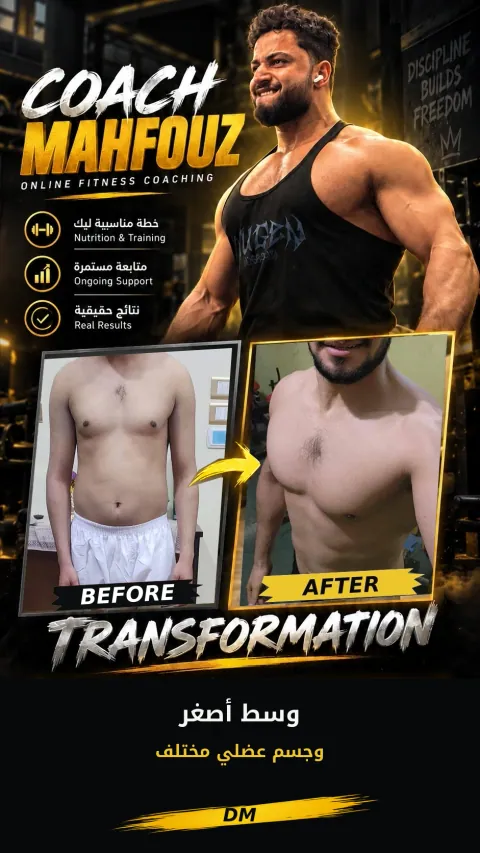 COACH
MAHFOUZ
ONLINE FITNESS COACHING
DISCIPLINE
BUILDS
FREEDOM
خطة مناسبية ليك
Nutrition & Training
متابعة مستمرة
Ongoing Support
نتائج حقيقية
Real Results
BEFORE
AFTER
TRANSFORMATION
وسط أصغر
وجسم عضلي مختلف
DM